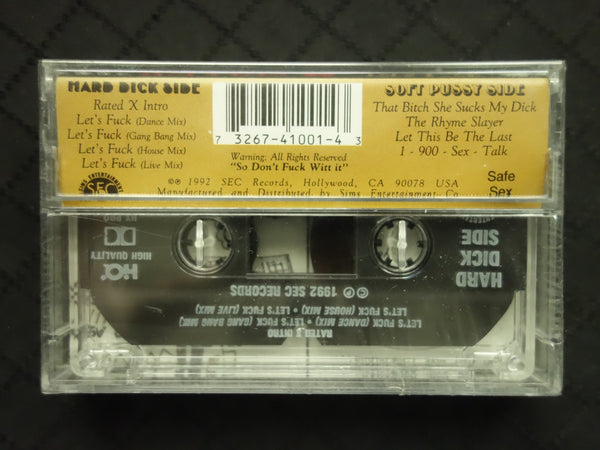 HARD DICK SIDE
Rated X Intro
Let's Fuck (Dance Mix)
Let's Fuck (Gang Bang Mix)
Let's Fuck (House Mix)
Let's Fuck (Live Mix)
7 3267-41001-4 3
Warning: All Rights Reserved
"So Don't Fuck Witt it"
SOFT PUSSY SIDE
That Bitch She Sucks My Dick
The Rhyme Slayer
Let This Be The Last
1 - 900 - Sex - Talk
SIMS ENTERTAINMENT
SEC
℗© 1992 SEC Records, Hollywood, CA 90078 USA
Manufactured and Distributed by Sims Entertainment Co.
Safe
Sex
HARD
DICK
SIDE
HQ
HIGH QUALITY
©℗ 1992 SEC RECORDS
RATED X INTRO
LET'S FUCK (DANCE MIX) • LET'S FUCK (GANG BANG MIX)
LET'S FUCK (HOUSE MIX) • LET'S FUCK (LIVE MIX)